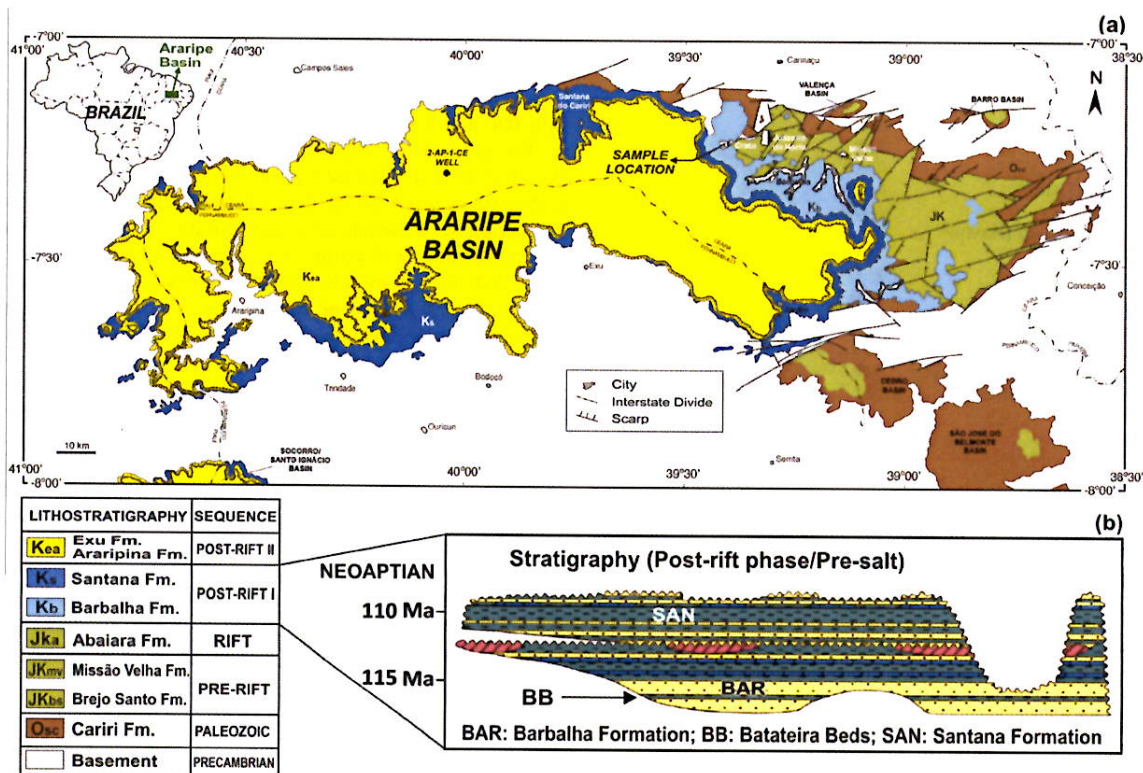 (a)
-7°00'
41°00'
40°30'
40°00'
39°30'
39°00'
-7°00'
38°30'
Araripe
Basin
BRAZIL
Campos Sales
CEARÁ
Santana
do Cariri
VALENÇA
BASIN
BARRO BASIN
N
2-AP-1-CE
WELL
SAMPLE
LOCATION
Crato
Kb
JK
ARARIPE
BASIN
CEARÁ
PERNAMBUCO
-7°30'
-7°30'
Kea
Exu
Conceição
Araripina
Ks
Trindade
Bodocó
Ouricuri
City
Interstate Divide
Scarp
CEDRO
BASIN
SÃO JOSÉ DO
BELMONTE
BASIN
10 km
SOCORRO/
SANTO IGNÁCIO
BASIN
41°00'
40°00'
39°30'
39°00'
38°30'
-8°00'
-8°00'
LITHOSTRATIGRAPHY SEQUENCE
Kea Exu Fm.
Araripina Fm. POST-RIFT II
Ks Santana Fm.
Kb Barbalha Fm. POST-RIFT I
Jka Abaiara Fm. RIFT
JKmv Missão Velha Fm.
JKbs Brejo Santo Fm. PRE-RIFT
Osc Cariri Fm. PALEOZOIC
Basement PRECAMBRIAN
(b)
Stratigraphy (Post-rift phase/Pre-salt)
NEOAPTIAN
110 Ma
SAN
115 Ma
BAR
BB
BAR: Barbalha Formation; BB: Batateira Beds; SAN: Santana Formation